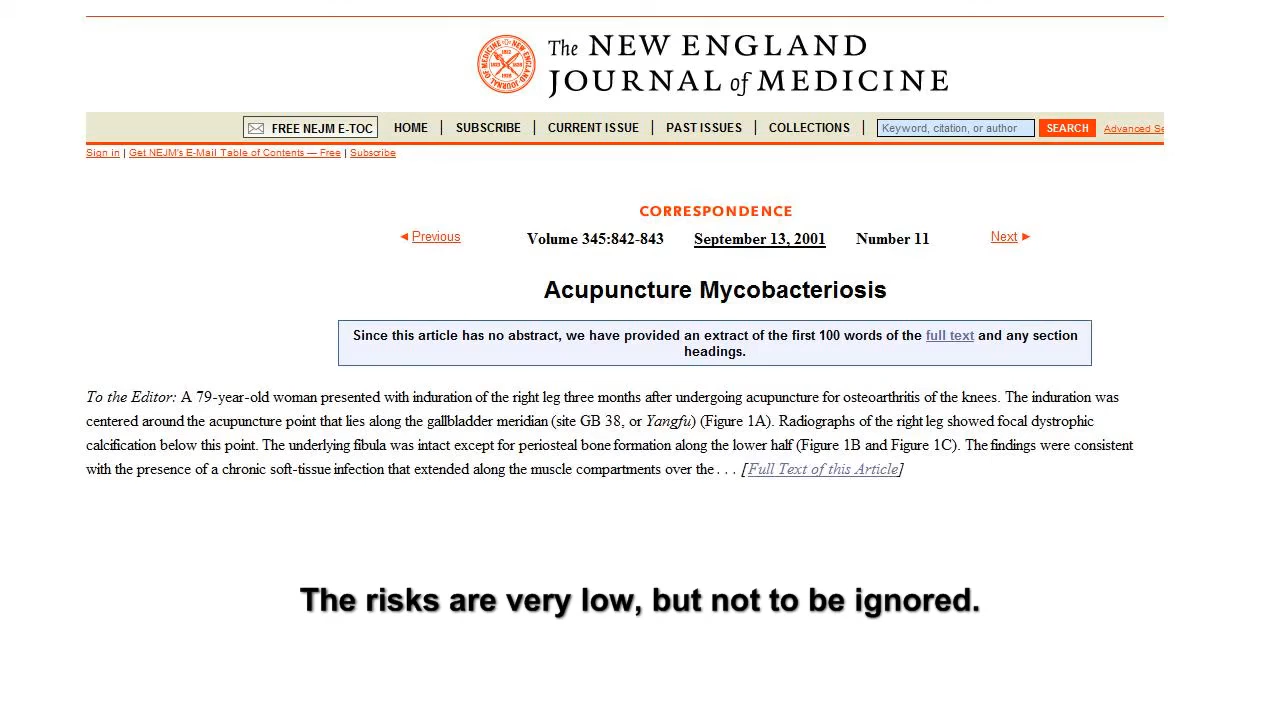 The NEW ENGLAND
JOURNAL of MEDICINE
FREE NEJM E-TOC HOME | SUBSCRIBE | CURRENT ISSUE | PAST ISSUES | COLLECTIONS | Keyword, citation, or author SEARCH Advanced Se
Sign in | Get NEJM's E-Mail Table of Contents — Free | Subscribe
CORRESPONDENCE
◄ Previous Volume 345:842-843 September 13, 2001 Number 11 Next ►
Acupuncture Mycobacteriosis
Since this article has no abstract, we have provided an extract of the first 100 words of the full text and any section
headings.
To the Editor: A 79-year-old woman presented with induration of the right leg three months after undergoing acupuncture for osteoarthritis of the knees. The induration was
centered around the acupuncture point that lies along the gallbladder meridian (site GB 38, or Yangfu) (Figure 1A). Radiographs of the right leg showed focal dystrophic
calcification below this point. The underlying fibula was intact except for periosteal bone formation along the lower half (Figure 1B and Figure 1C). The findings were consistent
with the presence of a chronic soft-tissue infection that extended along the muscle compartments over the . . . [Full Text of this Article]
The risks are very low, but not to be ignored.